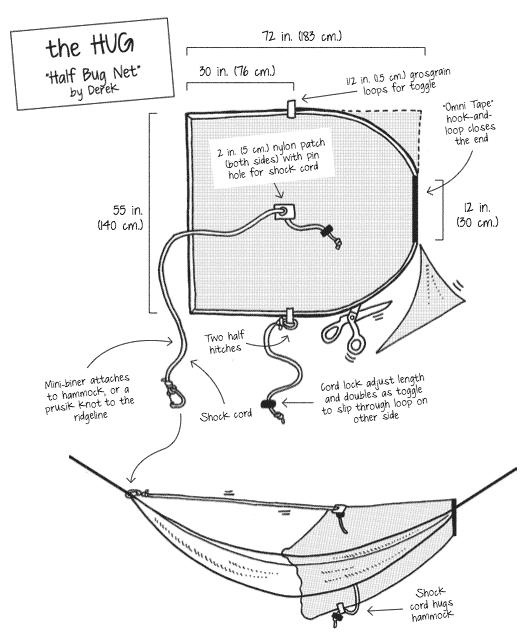 the HUG
"Half Bug Net"
by Derek
72 in. (183 cm.)
30 in. (76 cm.)
1/2 in. (1.5 cm.) grosgrain
loops for toggle
"Omni Tape"
hook-and-
loop closes
the end
2 in. (5 cm.) nylon patch
(both sides) with pin
hole for shock cord
55 in.
(140 cm.)
12 in.
(30 cm.)
Two half
hitches
Mini-biner attaches
to hammock, or a
prusik knot to the
ridgeline
Shock cord
Cord lock adjust length
and doubles as toggle
to slip through loop on
other side
Shock
cord hugs
hammock